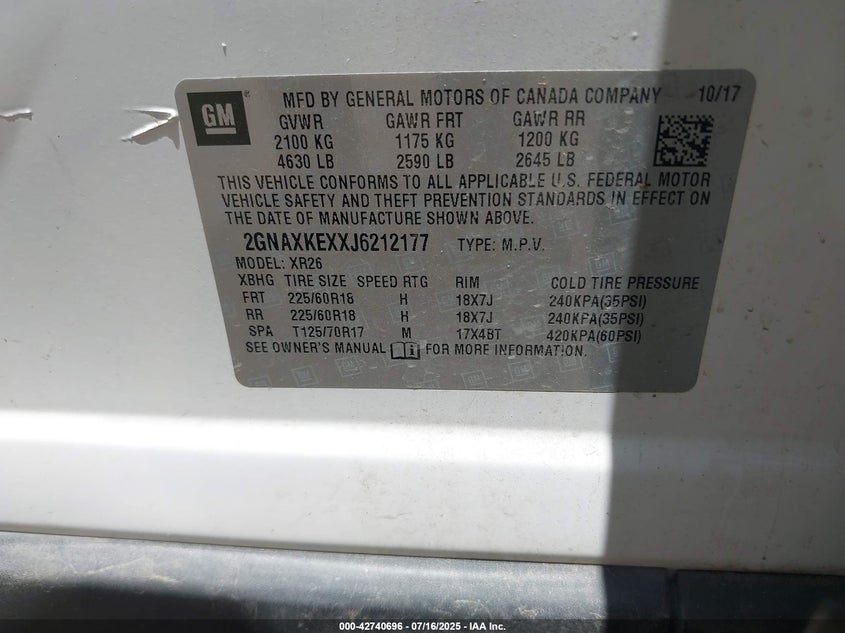 GM
MFD BY GENERAL MOTORS OF CANADA COMPANY 10/17
GVWR GAWR FRT GAWR RR
2100 KG 1175 KG 1200 KG
4630 LB 2590 LB 2645 LB
THIS VEHICLE CONFORMS TO ALL APPLICABLE U.S. FEDERAL MOTOR
VEHICLE SAFETY AND THEFT PREVENTION STANDARDS IN EFFECT ON
THE DATE OF MANUFACTURE SHOWN ABOVE.
2GNAXKEXXJ6212177 TYPE: M.P.V.
MODEL: XR26
XBHG TIRE SIZE SPEED RTG RIM COLD TIRE PRESSURE
FRT 225/60R18 H 18X7J 240KPA(35PSI)
RR 225/60R18 H 18X7J 240KPA(35PSI)
SPA T125/70R17 M 17X4BT 420KPA(60PSI)
SEE OWNER'S MANUAL FOR MORE INFORMATION.
000-42740696 - 07/16/2025 - IAA Inc.